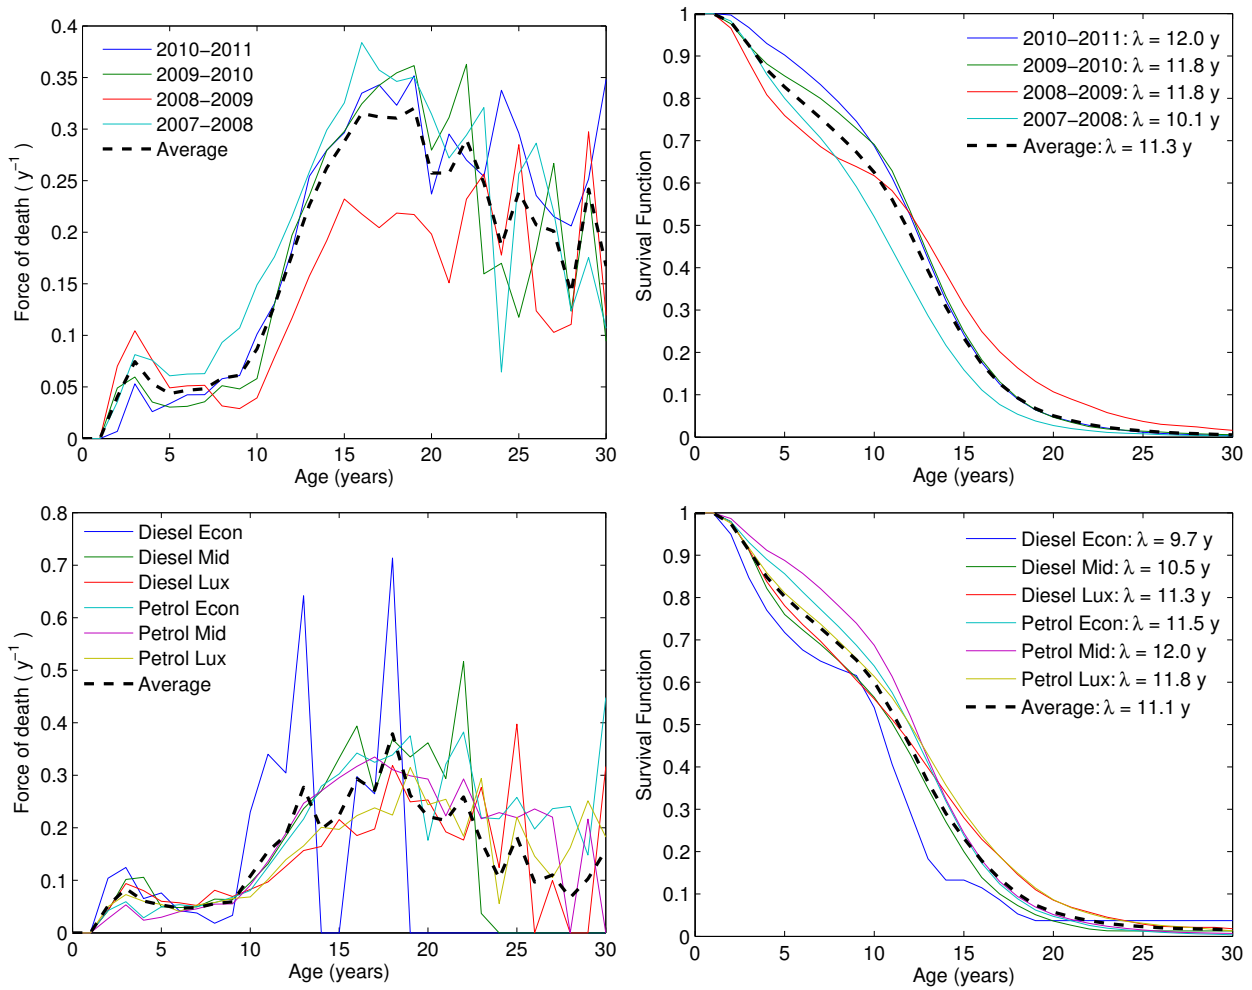 0.4
0.35
0.3
0.25
0.2
0.15
0.1
0.05
0
Force of death ( y⁻¹ )
2010−2011
2009−2010
2008−2009
2007−2008
Average
0 5 10 15 20 25 30
Age (years)
1
0.9
0.8
0.7
0.6
0.5
0.4
0.3
0.2
0.1
0
Survival Function
2010−2011: λ = 12.0 y
2009−2010: λ = 11.8 y
2008−2009: λ = 11.8 y
2007−2008: λ = 10.1 y
Average: λ = 11.3 y
0 5 10 15 20 25 30
Age (years)
0.8
0.7
0.6
0.5
0.4
0.3
0.2
0.1
0
Force of death ( y⁻¹ )
Diesel Econ
Diesel Mid
Diesel Lux
Petrol Econ
Petrol Mid
Petrol Lux
Average
0 5 10 15 20 25 30
Age (years)
1
0.9
0.8
0.7
0.6
0.5
0.4
0.3
0.2
0.1
0
Survival Function
Diesel Econ: λ = 9.7 y
Diesel Mid: λ = 10.5 y
Diesel Lux: λ = 11.3 y
Petrol Econ: λ = 11.5 y
Petrol Mid: λ = 12.0 y
Petrol Lux: λ = 11.8 y
Average: λ = 11.1 y
0 5 10 15 20 25 30
Age (years)